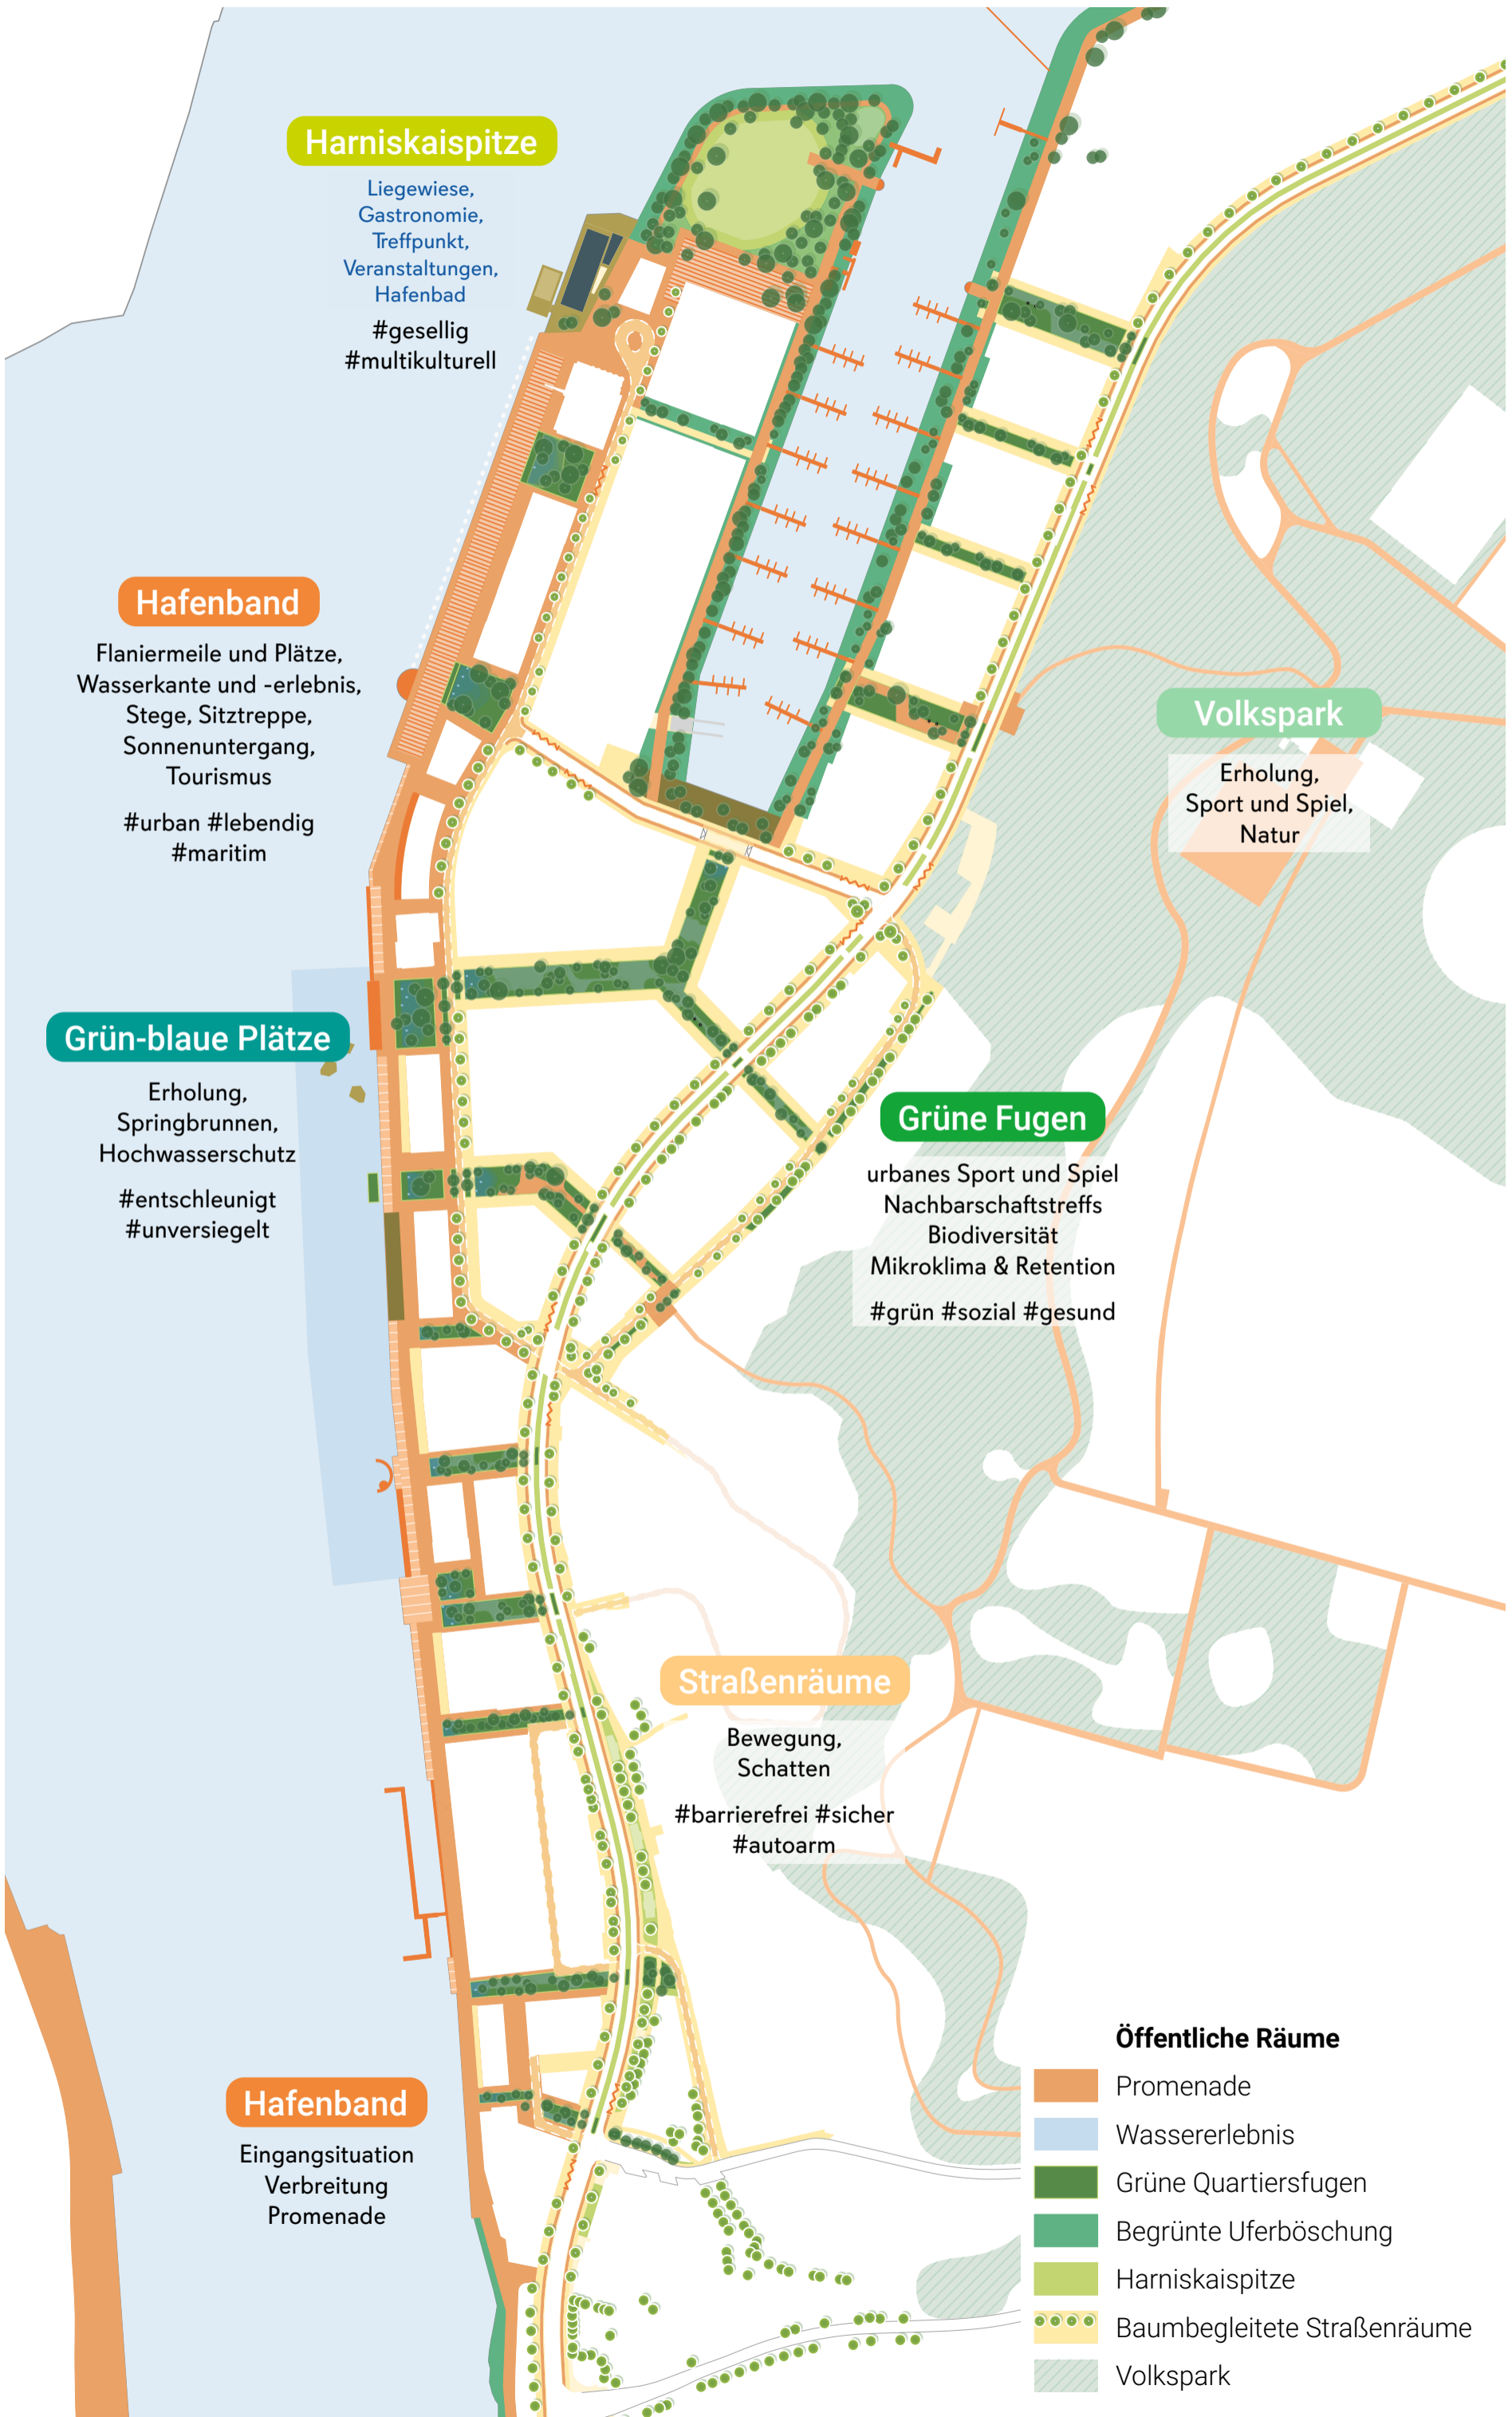 Harniskaispitze
Liegewiese,
Gastronomie,
Treffpunkt,
Veranstaltungen,
Hafenbad
#gesellig
#multikulturell
Hafenband
Flaniermeile und Plätze,
Wasserkante und -erlebnis,
Stege, Sitztreppe,
Sonnenuntergang,
Tourismus
#urban #lebendig
#maritim
Volkspark
Erholung,
Sport und Spiel,
Natur
Grün-blaue Plätze
Erholung,
Springbrunnen,
Hochwasserschutz
#entschleunigt
#unversiegelt
Grüne Fugen
urbanes Sport und Spiel
Nachbarschaftstreffs
Biodiversität
Mikroklima & Retention
#grün #sozial #gesund
Straßenräume
Bewegung,
Schatten
#barrierefrei #sicher
#autoarm
Hafenband
Eingangsituation
Verbreitung
Promenade
Öffentliche Räume
Promenade
Wassererlebnis
Grüne Quartiersfugen
Begrünte Uferböschung
Harniskaispitze
Baumbegleitete Straßenräume
Volkspark